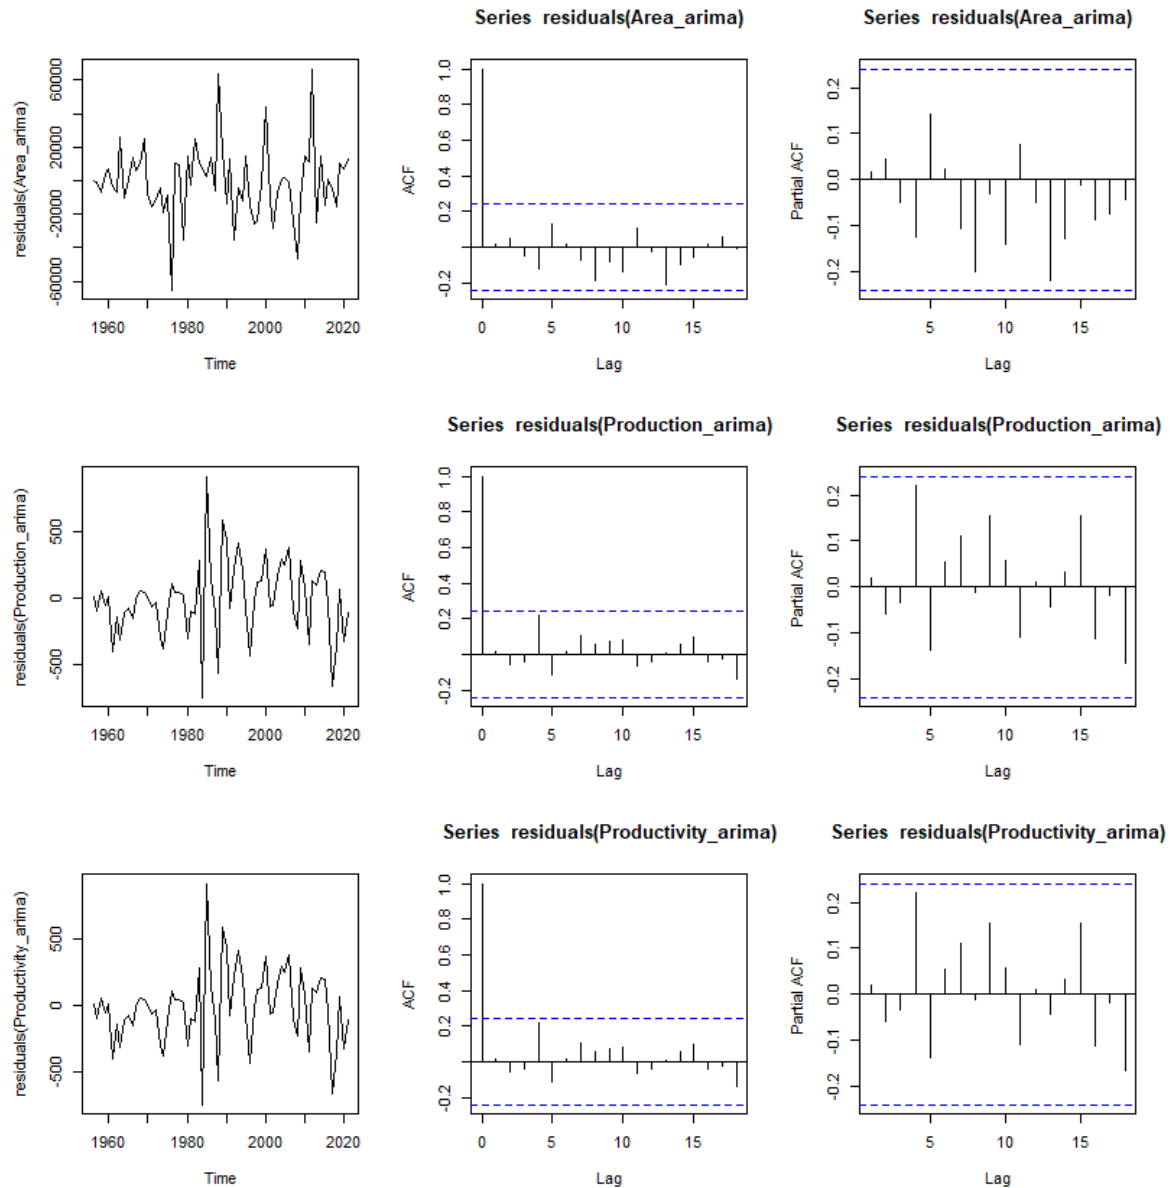 Series residuals(Area_arima)
Series residuals(Area_arima)
residuals(Area_arima)
-60000 -20000 20000 60000
1960 1980 2000 2020
Time
ACF
-0.2 0.2 0.4 0.6 0.8 1.0
0 5 10 15
Lag
Partial ACF
-0.2 -0.1 0.0 0.1 0.2
5 10 15
Lag
Series residuals(Production_arima)
Series residuals(Production_arima)
residuals(Production_arima)
-500 0 500
1960 1980 2000 2020
Time
ACF
-0.2 0.2 0.4 0.6 0.8 1.0
0 5 10 15
Lag
Partial ACF
-0.2 -0.1 0.0 0.1 0.2
5 10 15
Lag
Series residuals(Productivity_arima)
Series residuals(Productivity_arima)
residuals(Productivity_arima)
-500 0 500
1960 1980 2000 2020
Time
ACF
-0.2 0.2 0.4 0.6 0.8 1.0
0 5 10 15
Lag
Partial ACF
-0.2 -0.1 0.0 0.1 0.2
5 10 15
Lag